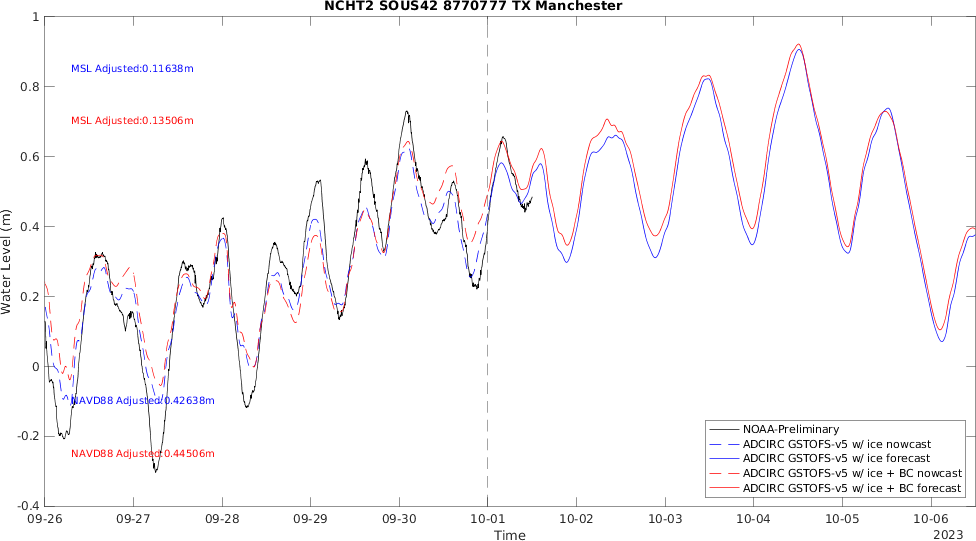 NCHT2 SOUS42 8770777 TX Manchester
1
0.8
0.6
0.4
0.2
0
-0.2
-0.4
Water Level (m)
MSL Adjusted:0.11638m
MSL Adjusted:0.13506m
NAVD88 Adjusted:0.42638m
NAVD88 Adjusted:0.44506m
NOAA-Preliminary
ADCIRC GSTOFS-v5 w/ ice nowcast
ADCIRC GSTOFS-v5 w/ ice forecast
ADCIRC GSTOFS-v5 w/ ice + BC nowcast
ADCIRC GSTOFS-v5 w/ ice + BC forecast
09-26 09-27 09-28 09-29 09-30 10-01 10-02 10-03 10-04 10-05 10-06
Time
2023